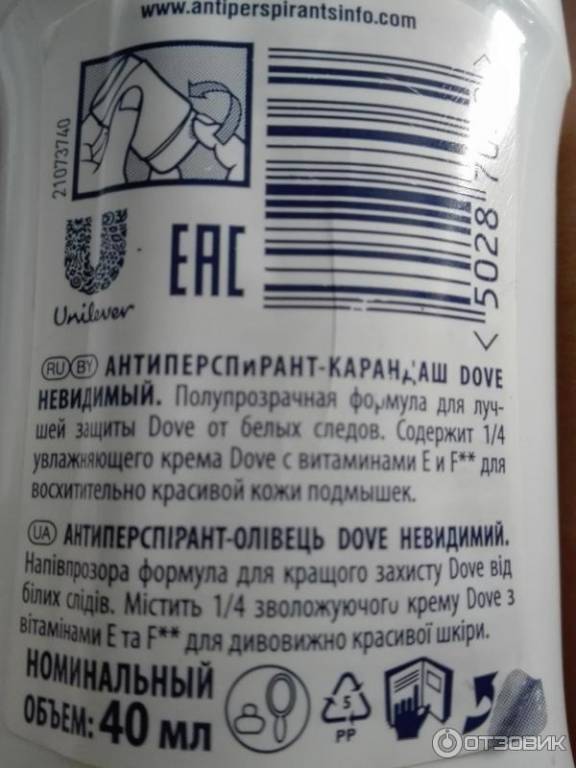 www.antiperspirantsinfo.com
21073740
<5028 70 >
Unilever
EAC
RU BY АНТИПЕРСПИРАНТ-КАРАНДАШ DOVE
НЕВИДИМЫЙ. Полупрозрачная формула для луч-
шей защиты Dove от белых следов. Содержит 1/4
увлажняющего крема Dove с витаминами E и F** для
восхитительно красивой кожи подмышек.
UA АНТИПЕРСПІРАНТ-ОЛІВЕЦЬ DOVE НЕВИДИМИЙ.
Напівпрозора формула для кращого захисту Dove від
білих слідів. Містить 1/4 зволожуючого крему Dove з
вітамінами Е та F** для дивовижно красивої шкіри.
НОМИНАЛЬНЫЙ
ОБЪЕМ: 40 мл
5
PP
ОТЗОВИК